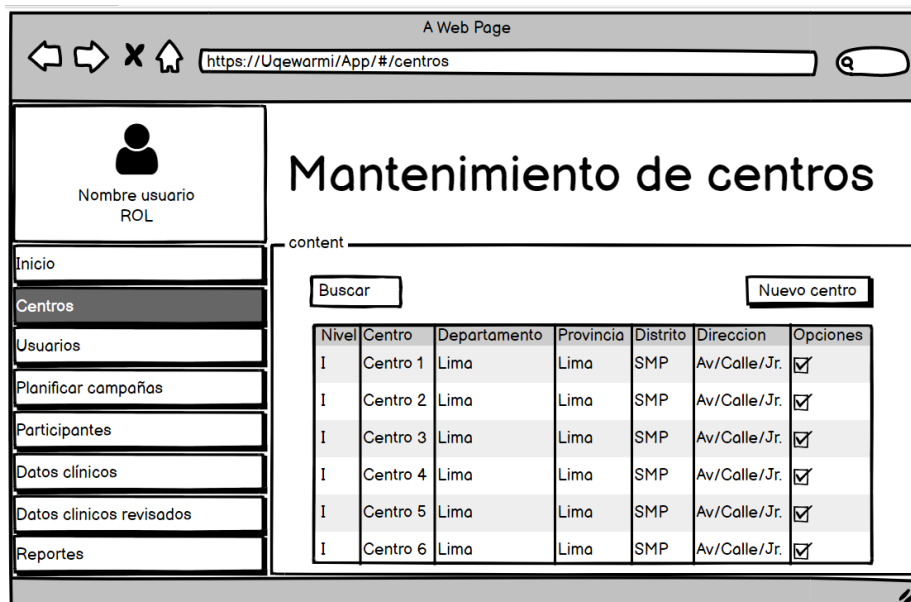 A Web Page
https://Uqewarmi/App/#/centros
Nombre usuario
ROL
Mantenimiento de centros
Inicio
Centros
Usuarios
Planificar campañas
Participantes
Datos clínicos
Datos clinicos revisados
Reportes
content
Buscar
Nuevo centro
Nivel Centro Departamento Provincia Distrito Direccion Opciones
I Centro 1 Lima Lima SMP Av/Calle/Jr.
I Centro 2 Lima Lima SMP Av/Calle/Jr.
I Centro 3 Lima Lima SMP Av/Calle/Jr.
I Centro 4 Lima Lima SMP Av/Calle/Jr.
I Centro 5 Lima Lima SMP Av/Calle/Jr.
I Centro 6 Lima Lima SMP Av/Calle/Jr.